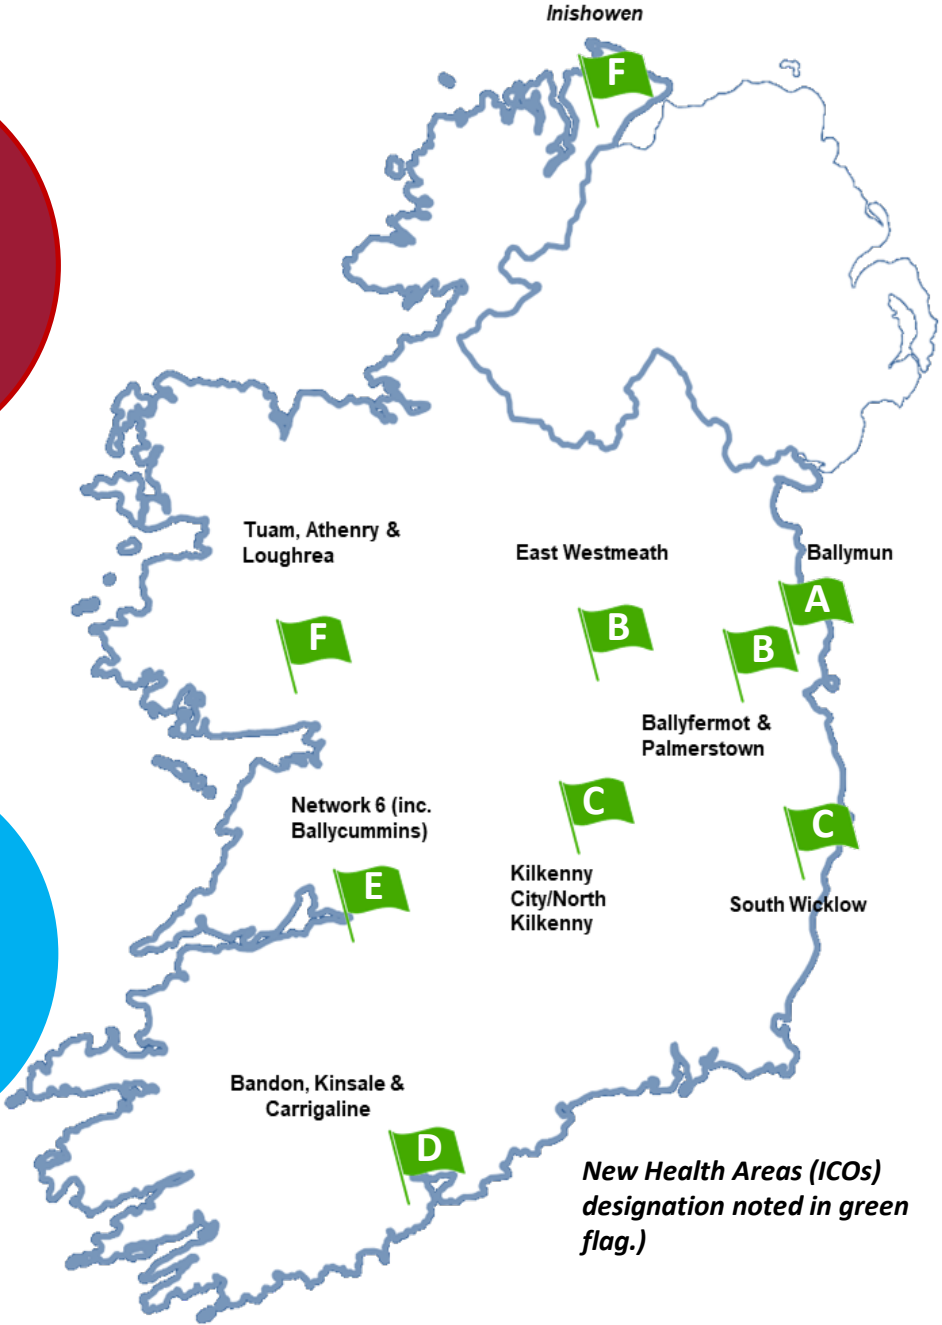 Inishowen
F
Tuam, Athenry &
Loughrea
East Westmeath
Ballymun
A
F
B
B
Ballyfermot &
Palmerstown
Network 6 (inc.
Ballycummins)
C
C
E
Kilkenny
City/North
Kilkenny
South Wicklow
Bandon, Kinsale &
Carrigaline
D
New Health Areas (ICOs)
designation noted in green
flag.)